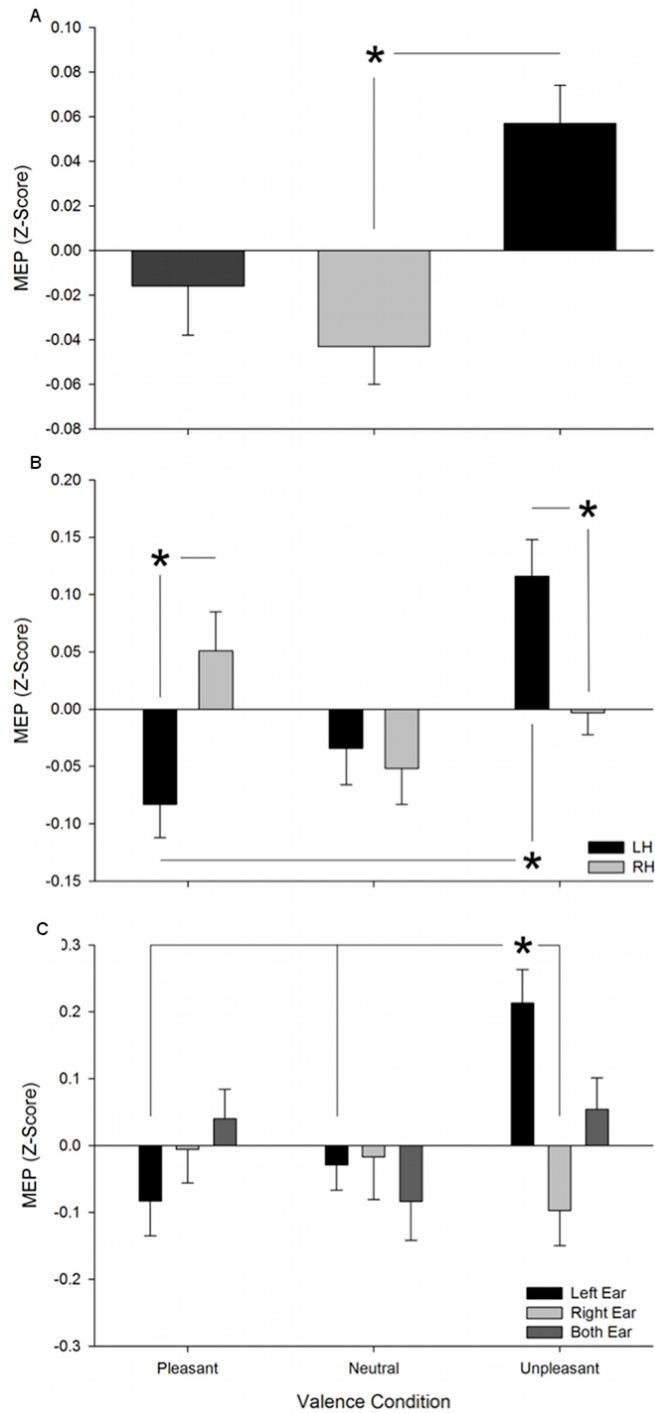 A
0.10
0.08
0.06
0.04
0.02
0.00
-0.02
-0.04
-0.06
-0.08
MEP (Z-Score)
*
B
0.20
0.15
0.10
0.05
0.00
-0.05
-0.10
-0.15
MEP (Z-Score)
*
*
*
LH
RH
C
0.3
0.2
0.1
0.0
-0.1
-0.2
-0.3
MEP (Z-Score)
*
Left Ear
Right Ear
Both Ear
Pleasant Neutral Unpleasant
Valence Condition